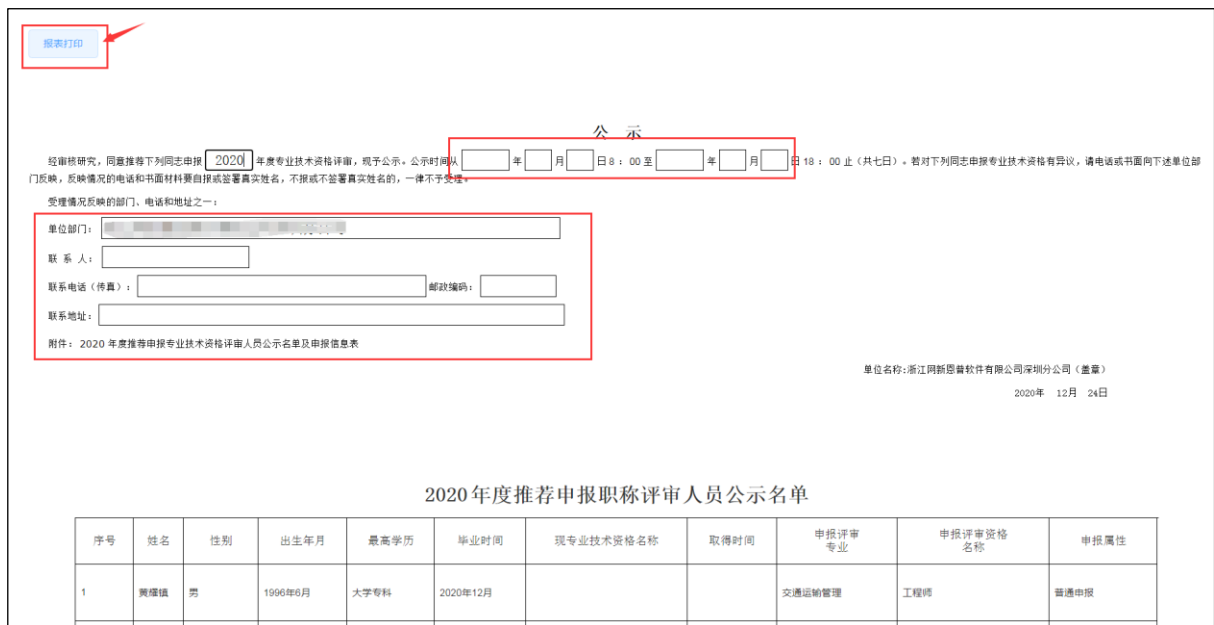 报表打印
公 示
经审核研究，同意推荐下列同志申报 2020 年度专业技术资格评审，现予公示。公示时间从 年 月 日8：00至 年 月 日18：00止（共七日）。若对下列同志申报专业技术资格有异议，请电话或书面向下述单位部
门反映，反映情况的电话和书面材料要自报或签署真实姓名，不报或不签署真实姓名的，一律不予受理。
受理情况反映的部门、电话和地址之一：
单位部门：
联 系 人：
联系电话（传真）： 邮政编码：
联系地址：
附件： 2020 年度推荐申报专业技术资格评审人员公示名单及申报信息表
单位名称:浙江网新恩普软件有限公司深圳分公司（盖章）
2020年 12月 24日
2020年度推荐申报职称评审人员公示名单
序号 姓名 性别 出生年月 最高学历 毕业时间 现专业技术资格名称 取得时间 申报评审专业 申报评审资格名称 申报属性
1 黄耀镇 男 1996年6月 大学专科 2020年12月 交通运输管理 工程师 普通申报